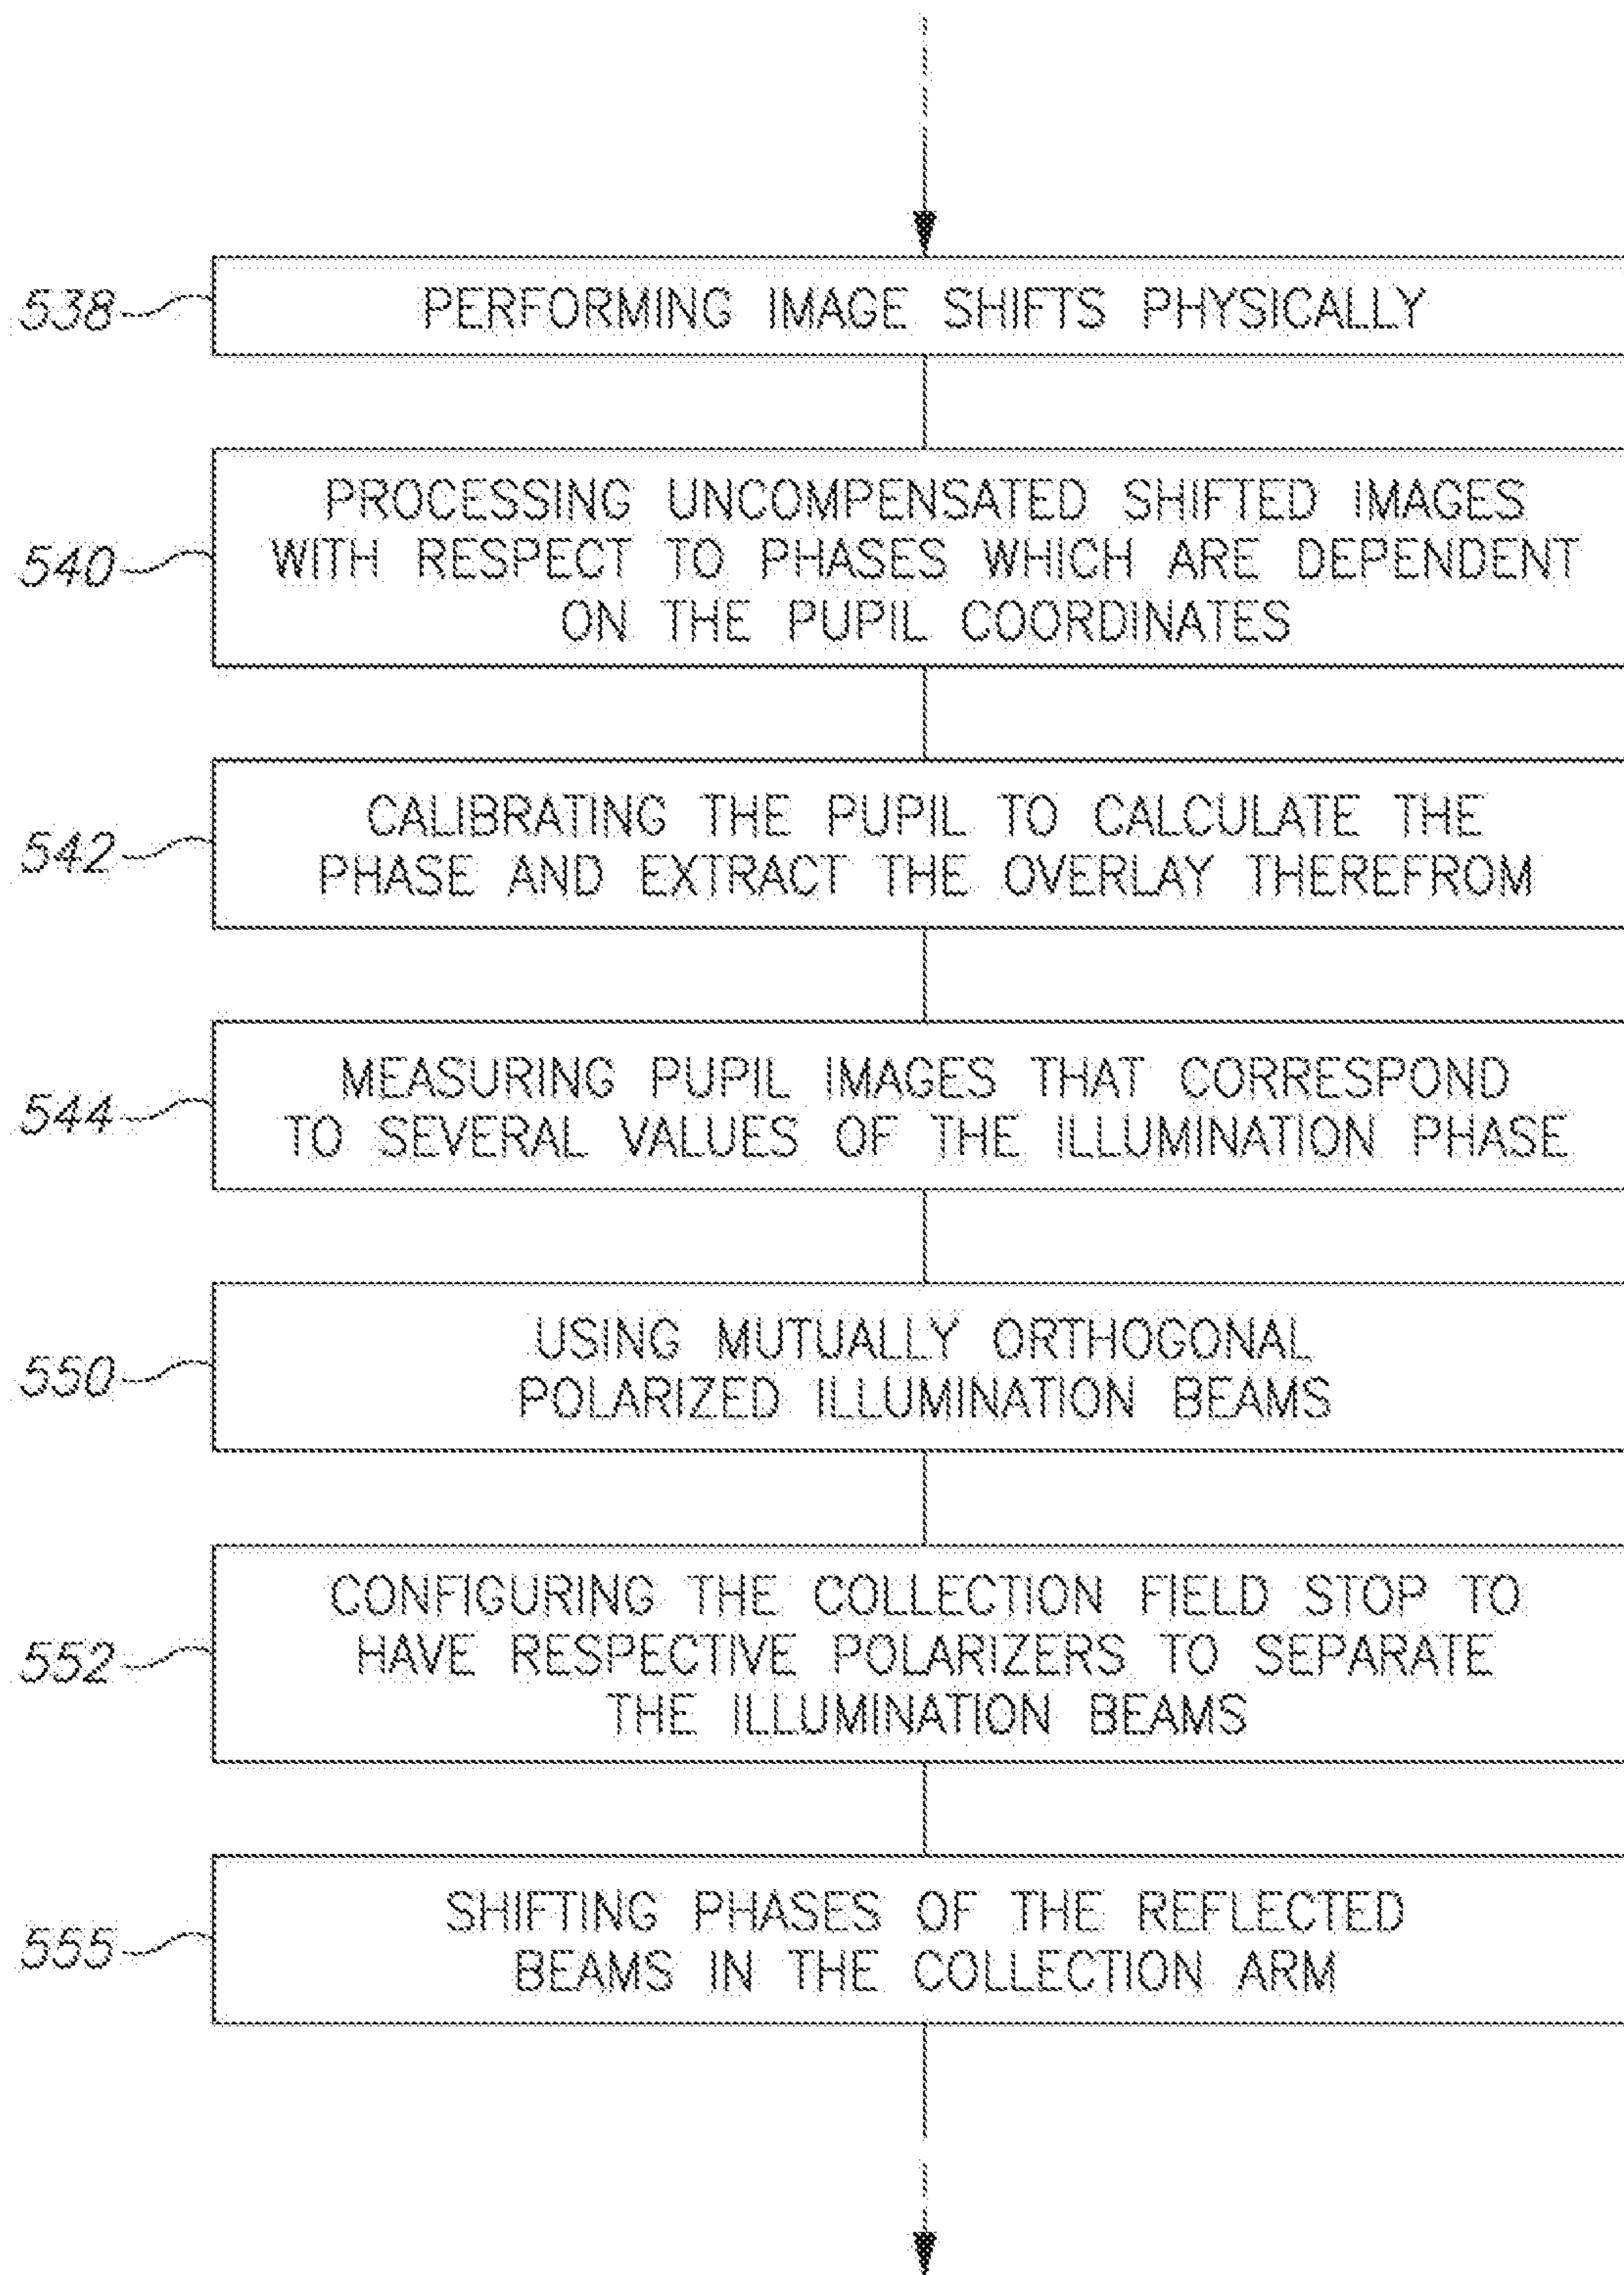 538
PERFORMING IMAGE SHIFTS PHYSICALLY
540
PROCESSING UNCOMPENSATED SHIFTED IMAGES
WITH RESPECT TO PHASES WHICH ARE DEPENDENT
ON THE PUPIL COORDINATES
542
CALIBRATING THE PUPIL TO CALCULATE THE
PHASE AND EXTRACT THE OVERLAY THEREFROM
544
MEASURING PUPIL IMAGES THAT CORRESPOND
TO SEVERAL VALUES OF THE ILLUMINATION PHASE
550
USING MUTUALLY ORTHOGONAL
POLARIZED ILLUMINATION BEAMS
552
CONFIGURING THE COLLECTION FIELD STOP TO
HAVE RESPECTIVE POLARIZERS TO SEPARATE
THE ILLUMINATION BEAMS
555
SHIFTING PHASES OF THE REFLECTED
BEAMS IN THE COLLECTION ARM